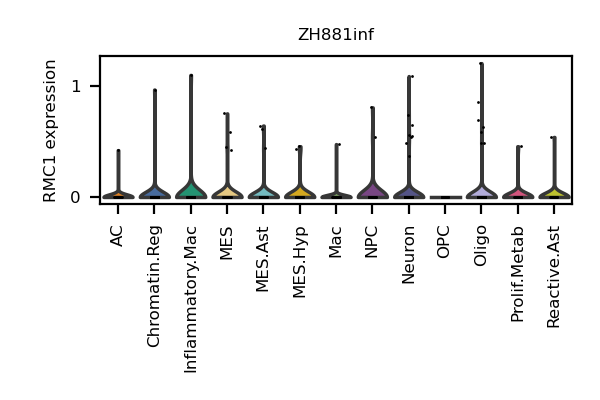 ZH881inf
RMC1 expression
1
0
AC
Chromatin.Reg
Inflammatory.Mac
MES
MES.Ast
MES.Hyp
Mac
NPC
Neuron
OPC
Oligo
Prolif.Metab
Reactive.Ast